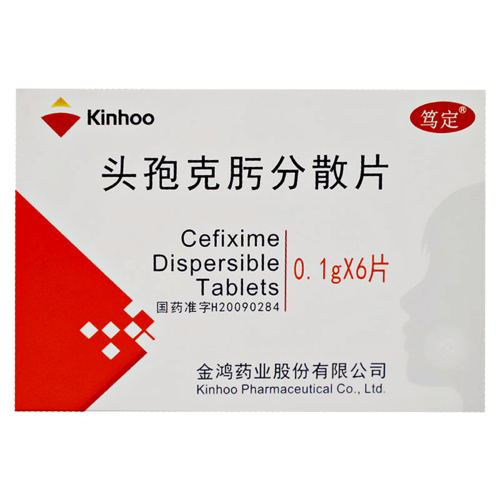 Kinhoo
笃定®
头孢克肟分散片
Cefixime
Dispersible
Tablets
0.1gX6片
国药准字H20090284
金鸿药业股份有限公司
Kinhoo Pharmaceutical Co., Ltd.